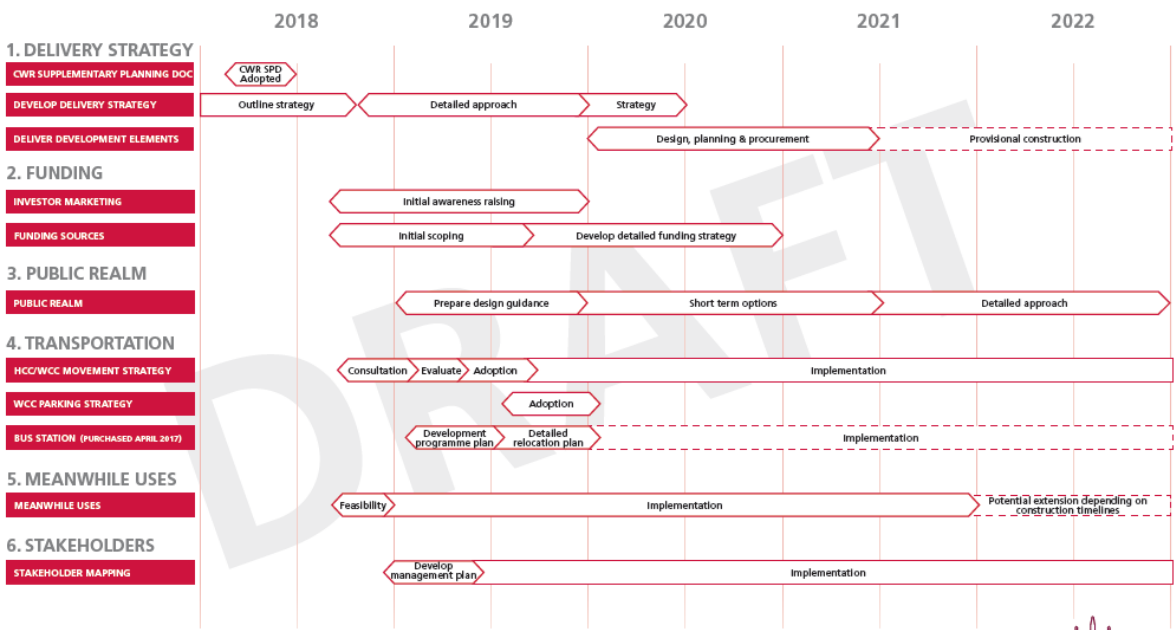 2018 2019 2020 2021 2022
1. DELIVERY STRATEGY
CWR SUPPLEMENTARY PLANNING DOC
CWR SPD
Adopted
DEVELOP DELIVERY STRATEGY
Outline strategy
Detailed approach
Strategy
DELIVER DEVELOPMENT ELEMENTS
Design, planning & procurement
Provisional construction
2. FUNDING
INVESTOR MARKETING
Initial awareness raising
FUNDING SOURCES
Initial scoping
Develop detailed funding strategy
3. PUBLIC REALM
PUBLIC REALM
Prepare design guidance
Short term options
Detailed approach
4. TRANSPORTATION
HCC/WCC MOVEMENT STRATEGY
Consultation
Evaluate
Adoption
Implementation
WCC PARKING STRATEGY
Adoption
BUS STATION (PURCHASED APRIL 2017)
Development
programme plan
Detailed
relocation plan
Implementation
5. MEANWHILE USES
MEANWHILE USES
Feasibility
Implementation
Potential extension depending on
construction timelines
6. STAKEHOLDERS
STAKEHOLDER MAPPING
Develop
management plan
Implementation
DRAFT